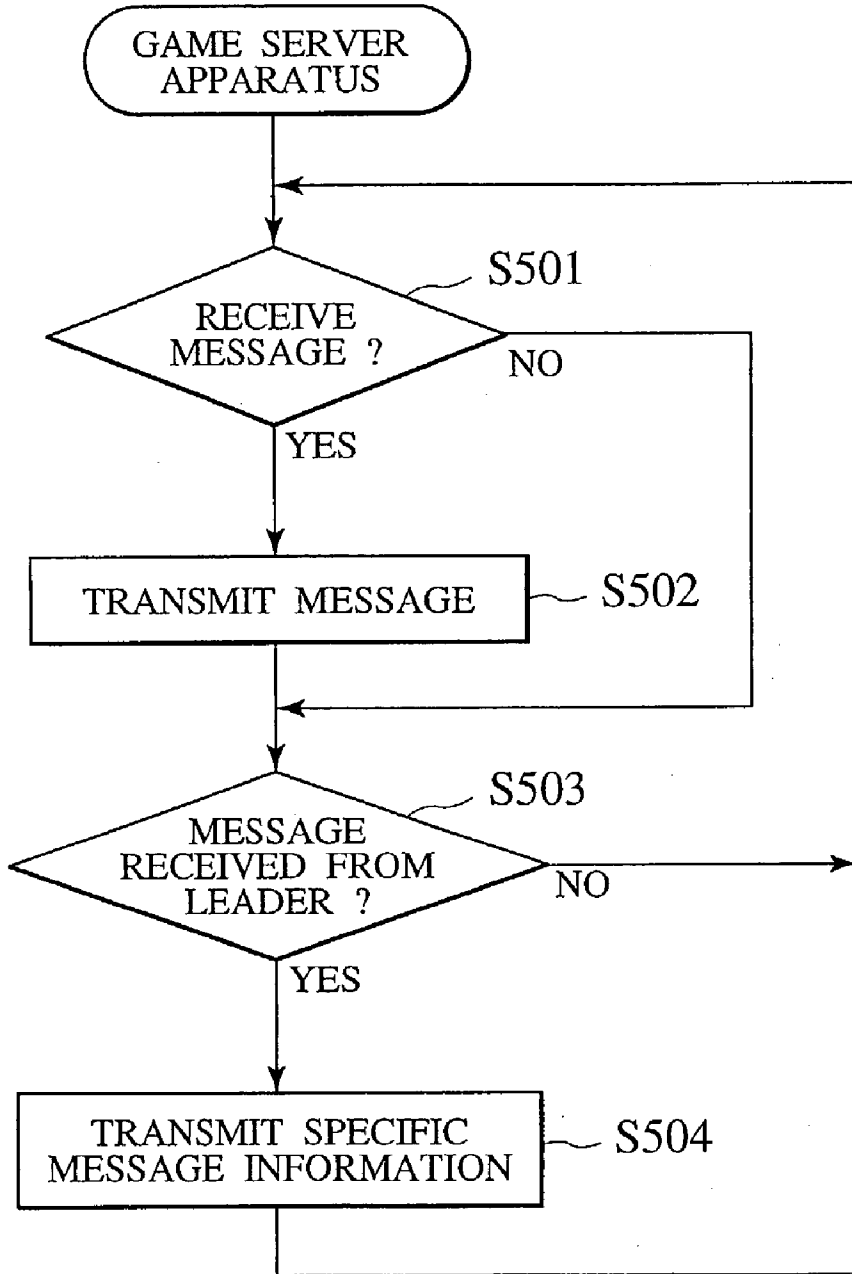 GAME SERVER
APPARATUS
S501
RECEIVE
MESSAGE ?
NO
YES
TRANSMIT MESSAGE
S502
S503
MESSAGE
RECEIVED FROM
LEADER ?
NO
YES
TRANSMIT SPECIFIC
MESSAGE INFORMATION
S504